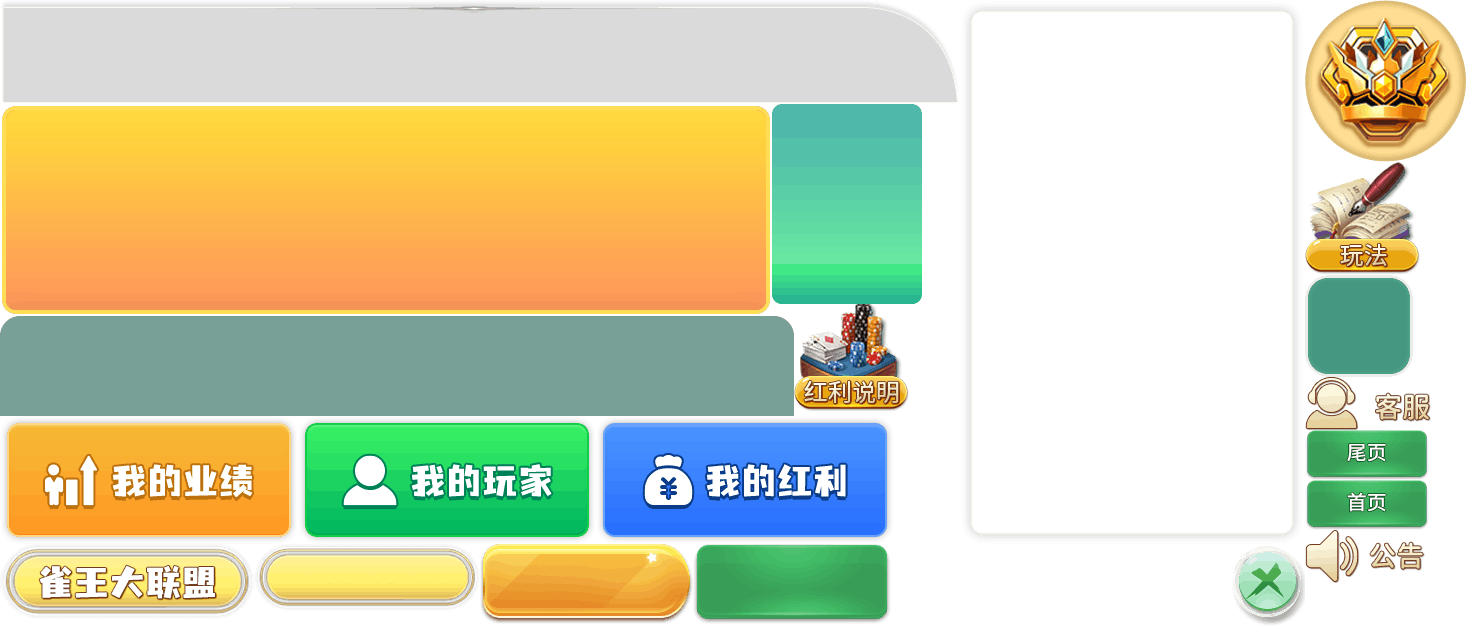 玩法
红利说明
客服
我的业绩
我的玩家
我的红利
尾页
首页
公告
雀王大联盟